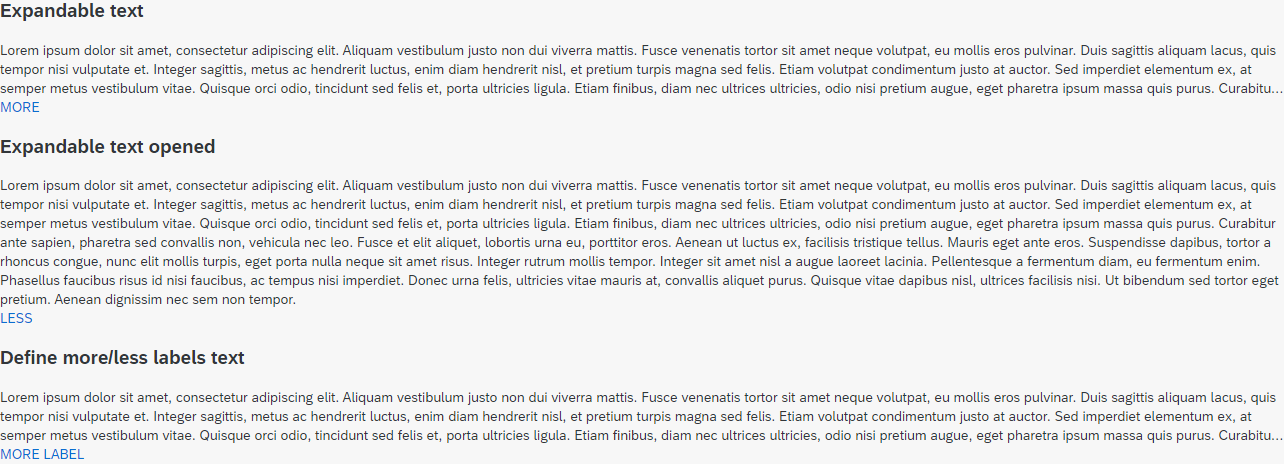 Expandable text
Lorem ipsum dolor sit amet, consectetur adipiscing elit. Aliquam vestibulum justo non dui viverra mattis. Fusce venenatis tortor sit amet neque volutpat, eu mollis eros pulvinar. Duis sagittis aliquam lacus, quis
tempor nisi vulputate et. Integer sagittis, metus ac hendrerit luctus, enim diam hendrerit nisl, et pretium turpis magna sed felis. Etiam volutpat condimentum justo at auctor. Sed imperdiet elementum ex, at
semper metus vestibulum vitae. Quisque orci odio, tincidunt sed felis et, porta ultricies ligula. Etiam finibus, diam nec ultrices ultricies, odio nisi pretium augue, eget pharetra ipsum massa quis purus. Curabitu...
MORE
Expandable text opened
Lorem ipsum dolor sit amet, consectetur adipiscing elit. Aliquam vestibulum justo non dui viverra mattis. Fusce venenatis tortor sit amet neque volutpat, eu mollis eros pulvinar. Duis sagittis aliquam lacus, quis
tempor nisi vulputate et. Integer sagittis, metus ac hendrerit luctus, enim diam hendrerit nisl, et pretium turpis magna sed felis. Etiam volutpat condimentum justo at auctor. Sed imperdiet elementum ex, at
semper metus vestibulum vitae. Quisque orci odio, tincidunt sed felis et, porta ultricies ligula. Etiam finibus, diam nec ultrices ultricies, odio nisi pretium augue, eget pharetra ipsum massa quis purus. Curabitur
ante sapien, pharetra sed convallis non, vehicula nec leo. Fusce et elit aliquet, lobortis urna eu, porttitor eros. Aenean ut luctus ex, facilisis tristique tellus. Mauris eget ante eros. Suspendisse dapibus, tortor a
rhoncus congue, nunc elit mollis turpis, eget porta nulla neque sit amet risus. Integer rutrum mollis tempor. Integer sit amet nisl a augue laoreet lacinia. Pellentesque a fermentum diam, eu fermentum enim.
Phasellus faucibus risus id nisi faucibus, ac tempus nisi imperdiet. Donec urna felis, ultricies vitae mauris at, convallis aliquet purus. Quisque vitae dapibus nisl, ultrices facilisis nisi. Ut bibendum sed tortor eget
pretium. Aenean dignissim nec sem non tempor.
LESS
Define more/less labels text
Lorem ipsum dolor sit amet, consectetur adipiscing elit. Aliquam vestibulum justo non dui viverra mattis. Fusce venenatis tortor sit amet neque volutpat, eu mollis eros pulvinar. Duis sagittis aliquam lacus, quis
tempor nisi vulputate et. Integer sagittis, metus ac hendrerit luctus, enim diam hendrerit nisl, et pretium turpis magna sed felis. Etiam volutpat condimentum justo at auctor. Sed imperdiet elementum ex, at
semper metus vestibulum vitae. Quisque orci odio, tincidunt sed felis et, porta ultricies ligula. Etiam finibus, diam nec ultrices ultricies, odio nisi pretium augue, eget pharetra ipsum massa quis purus. Curabitu...
MORE LABEL